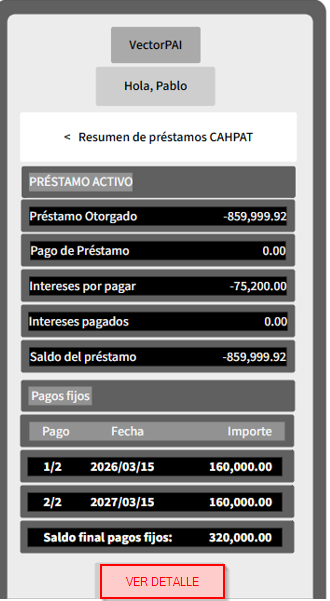 VectorPAI
Hola, Pablo
< Resumen de préstamos CAHPAT
PRÉSTAMO ACTIVO
Préstamo Otorgado -859,999.92
Pago de Préstamo 0.00
Intereses por pagar -75,200.00
Intereses pagados 0.00
Saldo del préstamo -859,999.92
Pagos fijos
Pago Fecha Importe
1/2 2026/03/15 160,000.00
2/2 2027/03/15 160,000.00
Saldo final pagos fijos: 320,000.00
VER DETALLE